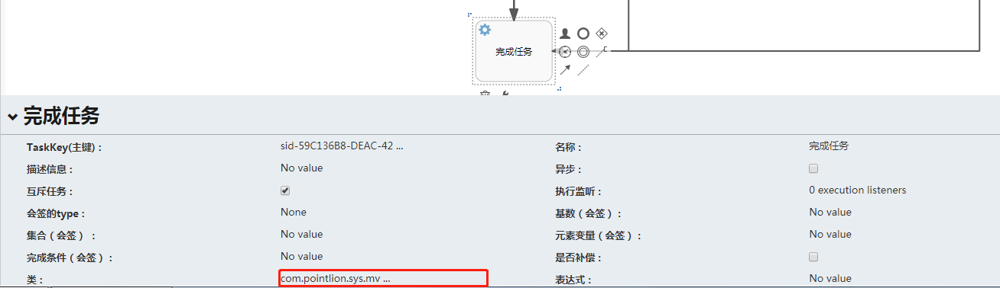 完成任务
完成任务
TaskKey(主键)： sid-59C136B8-DEAC-42 ... 名称： 完成任务
描述信息： No value 异步：
互斥任务： 执行监听： 0 execution listeners
会签的type： None 基数（会签）： No value
集合（会签）： No value 元素变量（会签）： No value
完成条件（会签）： No value 是否补偿：
类： com.pointlion.sys.mv ... 表达式： No value